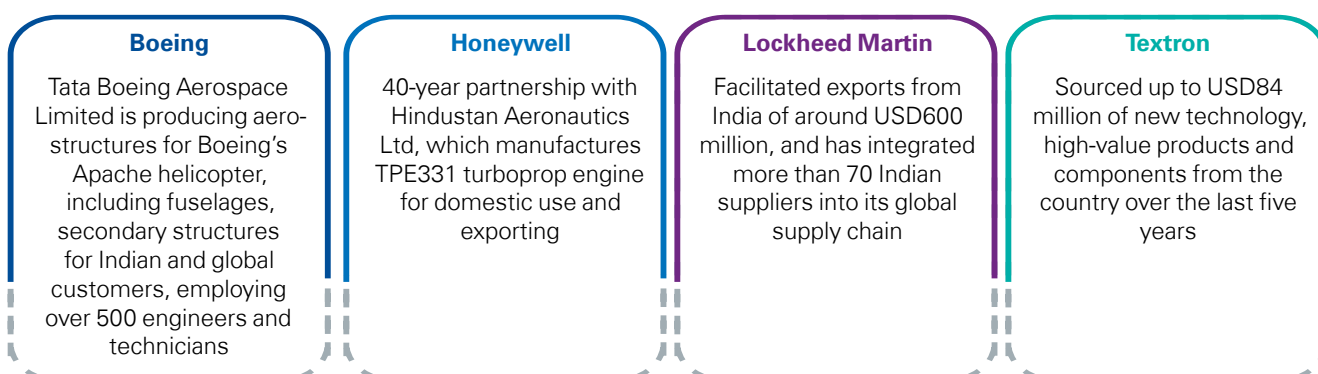 Boeing
Tata Boeing Aerospace
Limited is producing aero-
structures for Boeing's
Apache helicopter,
including fuselages,
secondary structures
for Indian and global
customers, employing
over 500 engineers and
technicians
Honeywell
40-year partnership with
Hindustan Aeronautics
Ltd, which manufactures
TPE331 turboprop engine
for domestic use and
exporting
Lockheed Martin
Facilitated exports from
India of around USD600
million, and has integrated
more than 70 Indian
suppliers into its global
supply chain
Textron
Sourced up to USD84
million of new technology,
high-value products and
components from the
country over the last five
years